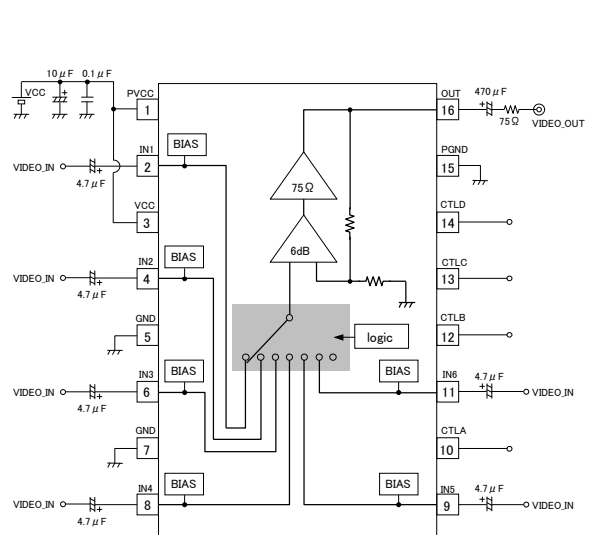 10μF 0.1μF
VCC
PVCC
1
IN1
2
BIAS
VIDEO_IN
4.7μF
VCC
3
IN2
4
BIAS
VIDEO_IN
4.7μF
GND
5
IN3
6
BIAS
VIDEO_IN
4.7μF
GND
7
IN4
8
BIAS
VIDEO_IN
4.7μF
75Ω
6dB
logic
OUT
16
470μF
75Ω
VIDEO_OUT
PGND
15
CTLD
14
CTLC
13
CTLB
12
BIAS
IN6
11
4.7μF
VIDEO_IN
CTLA
10
BIAS
IN5
9
4.7μF
VIDEO_IN